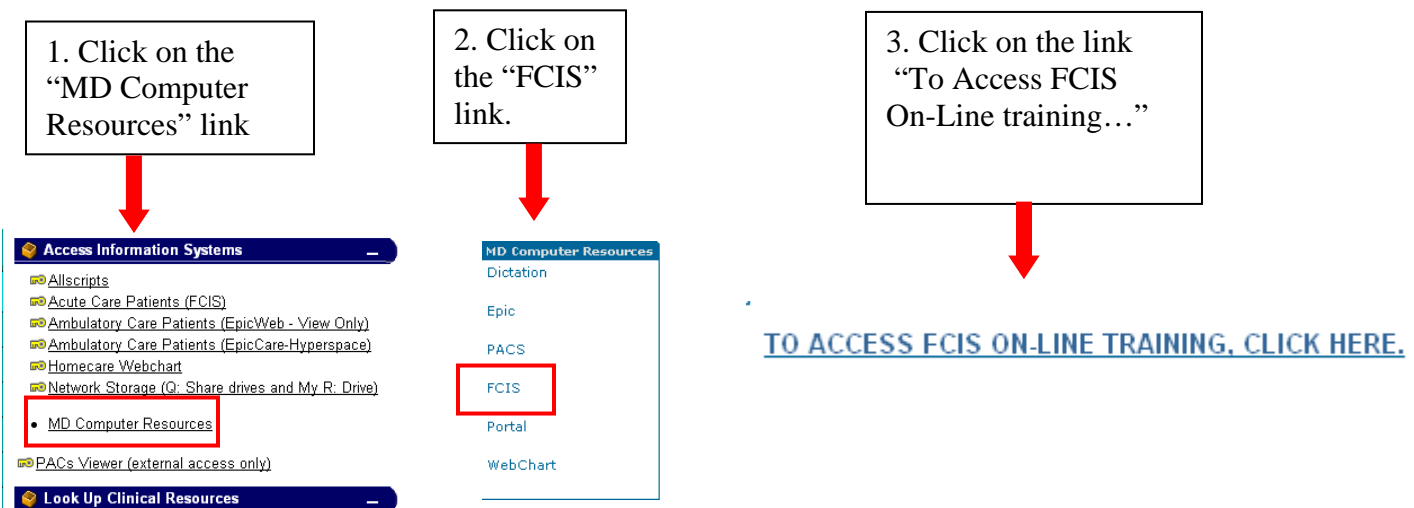 1. Click on the
“MD Computer
Resources” link
2. Click on
the “FCIS”
link.
3. Click on the link
“To Access FCIS
On-Line training…”
Access Information Systems
Allscripts
Acute Care Patients (FCIS)
Ambulatory Care Patients (EpicWeb - View Only)
Ambulatory Care Patients (EpicCare-Hyperspace)
Homecare Webchart
Network Storage (Q: Share drives and My R: Drive)
• MD Computer Resources
PACs Viewer (external access only)
Look Up Clinical Resources
MD Computer Resources
Dictation
Epic
PACS
FCIS
Portal
WebChart
TO ACCESS FCIS ON-LINE TRAINING, CLICK HERE.